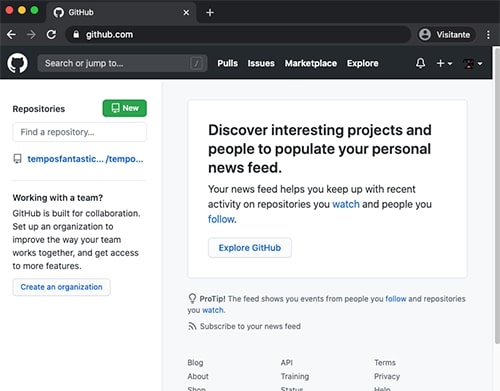 GitHub
github.com
Visitante
Search or jump to...
/
Pulls Issues Marketplace Explore
Repositories
New
Find a repository...
temposfantastic... /tempo...
Working with a team?
GitHub is built for collaboration.
Set up an organization to
improve the way your team
works together, and get access
to more features.
Create an organization
Discover interesting projects and
people to populate your personal
news feed.
Your news feed helps you keep up with recent
activity on repositories you watch and people you
follow.
Explore GitHub
ProTip! The feed shows you events from people you follow and repositories
you watch.
Subscribe to your news feed
Blog API Terms
About Training Privacy
Shop Status Help